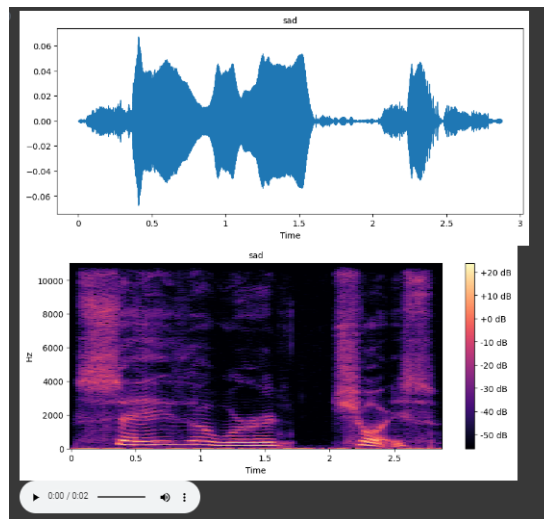 sad
0.06
0.04
0.02
0.00
−0.02
−0.04
−0.06
0
0.5
1
1.5
2
2.5
3
Time
sad
10000
8000
6000
4000
2000
0
Hz
0
0.5
1
1.5
2
2.5
Time
+20 dB
+10 dB
+0 dB
-10 dB
-20 dB
-30 dB
-40 dB
-50 dB
0:00 / 0:02